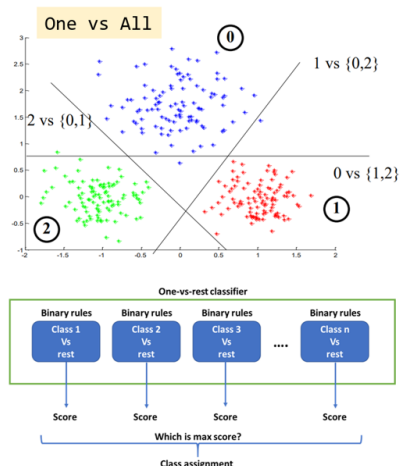 One vs All
0
1 vs {0,2}
2 vs {0,1}
0 vs {1,2}
2
1
3
2.5
2
1.5
1
0.5
0
-0.5
-1
-2 -1.5 -1 -0.5 0 0.5 1 1.5 2
One-vs-rest classifier
Binary rules Binary rules Binary rules Binary rules
Class 1 Class 2 Class 3 Class n
Vs Vs Vs .... Vs
rest rest rest rest
Score Score Score Score
Which is max score?
Class assignment